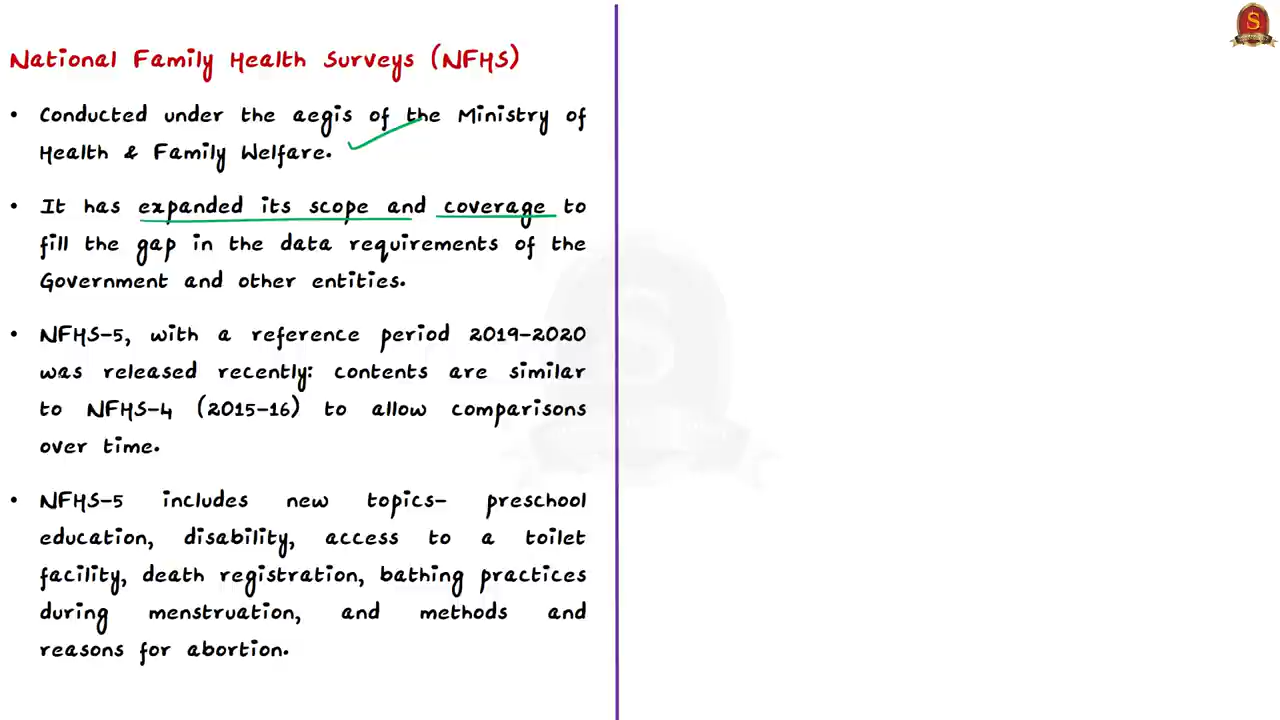 National Family Health Surveys (NFHS)
• Conducted under the aegis of the Ministry of
Health & Family Welfare.
• It has expanded its scope and coverage to
fill the gap in the data requirements of the
Government and other entities.
• NFHS-5, with a reference period 2019-2020
was released recently: contents are similar
to NFHS-4 (2015-16) to allow comparisons
over time.
• NFHS-5 includes new topics- preschool
education, disability, access to a toilet
facility, death registration, bathing practices
during menstruation, and methods and
reasons for abortion.
S
S